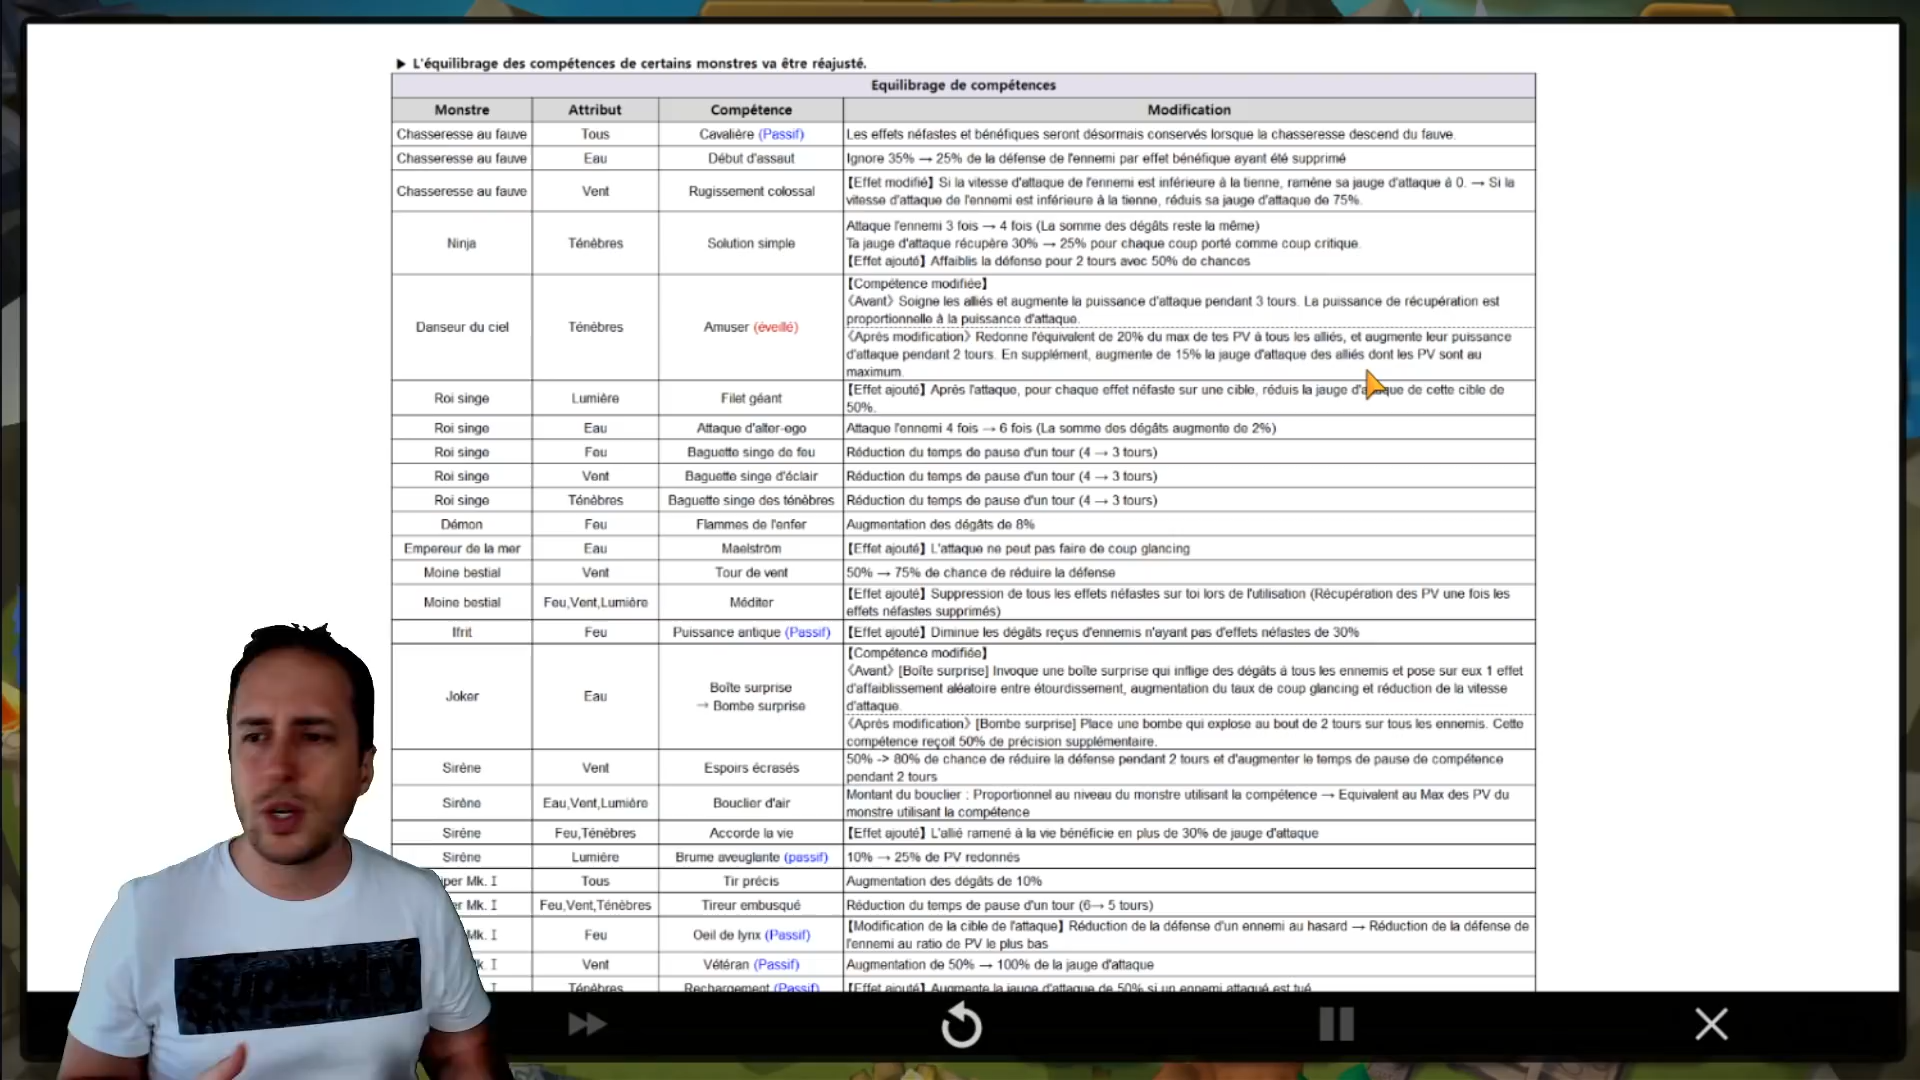 ► L'équilibrage des compétences de certains monstres va être réajusté.
Equilibrage de compétences
Monstre Attribut Compétence Modification
Chasseresse au fauve Tous Cavalière (Passif) Les effets néfastes et bénéfiques seront désormais conservés lorsque la chasseresse descend du fauve.
Chasseresse au fauve Eau Début d'assaut Ignore 35% → 25% de la défense de l'ennemi par effet bénéfique ayant été supprimé
Chasseresse au fauve Vent Rugissement colossal 【Effet modifié】 Si la vitesse d'attaque de l'ennemi est inférieure à la tienne, ramène sa jauge d'attaque à 0. → Si la
vitesse d'attaque de l'ennemi est inférieure à la tienne, réduis sa jauge d'attaque de 75%.
Ninja Ténèbres Solution simple Attaque l'ennemi 3 fois → 4 fois (La somme des dégâts reste la même)
Ta jauge d'attaque récupère 30% → 25% pour chaque coup porté comme coup critique.
【Effet ajouté】 Affaiblis la défense pour 2 tours avec 50% de chances
Danseur du ciel Ténèbres Amuser (éveillé) 【Compétence modifiée】
《Avant》 Soigne les alliés et augmente la puissance d'attaque pendant 3 tours. La puissance de récupération est
proportionnelle à la puissance d'attaque.
《Après modification》 Redonne l'équivalent de 20% du max de tes PV à tous les alliés, et augmente leur puissance
d'attaque pendant 2 tours. En supplément, augmente de 15% la jauge d'attaque des alliés dont les PV sont au
maximum.
Roi singe Lumière Filet géant 【Effet ajouté】 Après l'attaque, pour chaque effet néfaste sur une cible, réduis la jauge d'attaque de cette cible de
50%.
Roi singe Eau Attaque d'alter-ego Attaque l'ennemi 4 fois → 6 fois (La somme des dégâts augmente de 2%)
Roi singe Feu Baguette singe de feu Réduction du temps de pause d'un tour (4 → 3 tours)
Roi singe Vent Baguette singe d'éclair Réduction du temps de pause d'un tour (4 → 3 tours)
Roi singe Ténèbres Baguette singe des ténèbres Réduction du temps de pause d'un tour (4 → 3 tours)
Démon Feu Flammes de l'enfer Augmentation des dégâts de 8%
Empereur de la mer Eau Maelström 【Effet ajouté】 L'attaque ne peut pas faire de coup glancing
Moine bestial Vent Tour de vent 50% → 75% de chance de réduire la défense
Moine bestial Feu,Vent,Lumière Méditer 【Effet ajouté】 Suppression de tous les effets néfastes sur toi lors de l'utilisation (Récupération des PV une fois les
effets néfastes supprimés)
Ifrit Feu Puissance antique (Passif) 【Effet ajouté】 Diminue les dégâts reçus d'ennemis n'ayant pas d'effets néfastes de 30%
Joker Eau Boîte surprise
→ Bombe surprise
【Compétence modifiée】
《Avant》 [Boîte surprise] Invoque une boîte surprise qui inflige des dégâts à tous les ennemis et pose sur eux 1 effet
d'affaiblissement aléatoire entre étourdissement, augmentation du taux de coup glancing et réduction de la vitesse
d'attaque.
《Après modification》 [Bombe surprise] Place une bombe qui explose au bout de 2 tours sur tous les ennemis. Cette
compétence reçoit 50% de précision supplémentaire.
Sirène Vent Espoirs écrasés 50% -> 80% de chance de réduire la défense pendant 2 tours et d'augmenter le temps de pause de compétence
pendant 2 tours
Sirène Eau,Vent,Lumière Bouclier d'air Montant du bouclier : Proportionnel au niveau du monstre utilisant la compétence → Equivalent au Max des PV du
monstre utilisant la compétence
Sirène Feu,Ténèbres Accorde la vie 【Effet ajouté】 L'allié ramené à la vie bénéficie en plus de 30% de jauge d'attaque
Sirène Lumière Brume aveuglante (passif) 10% → 25% de PV redonnés
iper Mk. I Tous Tir précis Augmentation des dégâts de 10%
er Mk. I Feu,Vent,Ténèbres Tireur embusqué Réduction du temps de pause d'un tour (6→ 5 tours)
Mk. I Feu Oeil de lynx (Passif) 【Modification de la cible de l'attaque】 Réduction de la défense d'un ennemi au hasard → Réduction de la défense de
l'ennemi au ratio de PV le plus bas
k. I Vent Vétéran (Passif) Augmentation de 50% → 100% de la jauge d'attaque
I Ténèbres Rechargement (Passif) 【Effet ajouté】 Augmente la jauge d'attaque de 50% si un ennemi attaqué est tué